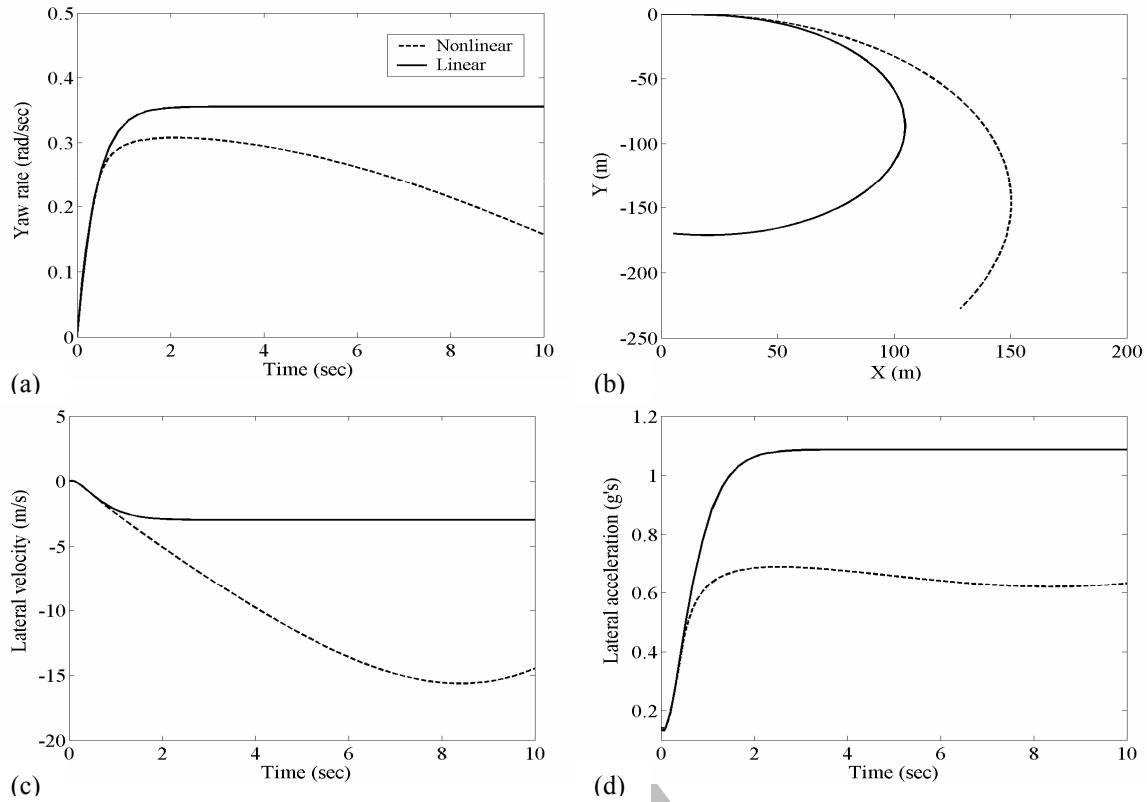 0.5
0.4
0.3
0.2
0.1
0
Yaw rate (rad/sec)
Nonlinear
Linear
0 2 4 6 8 10
Time (sec)
(a)
0
-50
-100
-150
-200
-250
Y (m)
0 50 100 150 200
X (m)
(b)
5
0
-5
-10
-15
-20
Lateral velocity (m/s)
0 2 4 6 8 10
Time (sec)
(c)
1.2
1
0.8
0.6
0.4
0.2
Lateral acceleration (g's)
0 2 4 6 8 10
Time (sec)
(d)